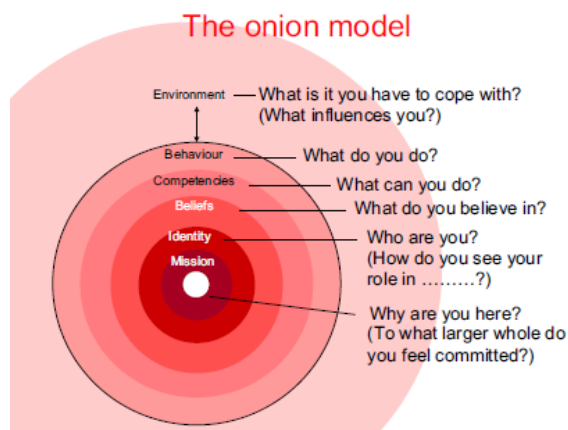 The onion model
Environment
What is it you have to cope with?
(What influences you?)
Behaviour
What do you do?
Competencies
What can you do?
Beliefs
What do you believe in?
Identity
Who are you?
(How do you see your
role in .........?)
Mission
Why are you here?
(To what larger whole do
you feel committed?)